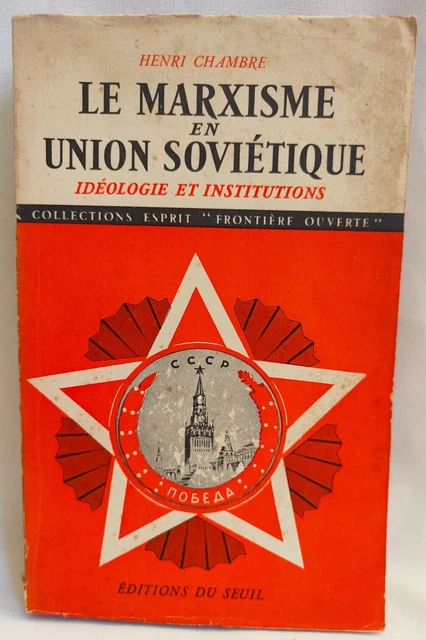 HENRI CHAMBRE
LE MARXISME
EN
UNION SOVIÉTIQUE
IDÉOLOGIE ET INSTITUTIONS
COLLECTIONS ESPRIT "FRONTIÈRE OUVERTE"
СССР
ПОБЕДА
ÉDITIONS DU SEUIL